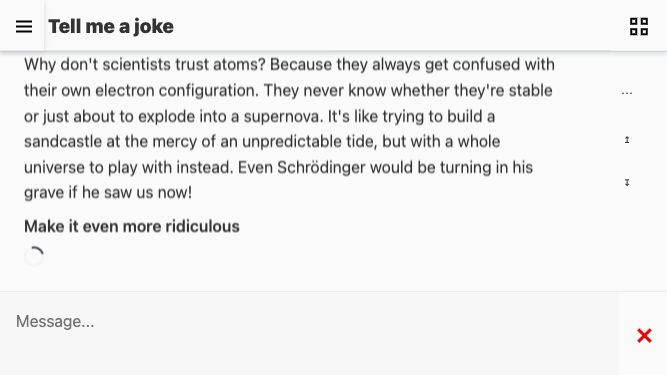 Tell me a joke
Why don't scientists trust atoms? Because they always get confused with
their own electron configuration. They never know whether they're stable
or just about to explode into a supernova. It's like trying to build a
sandcastle at the mercy of an unpredictable tide, but with a whole
universe to play with instead. Even Schrödinger would be turning in his
grave if he saw us now!
Make it even more ridiculous
Message...